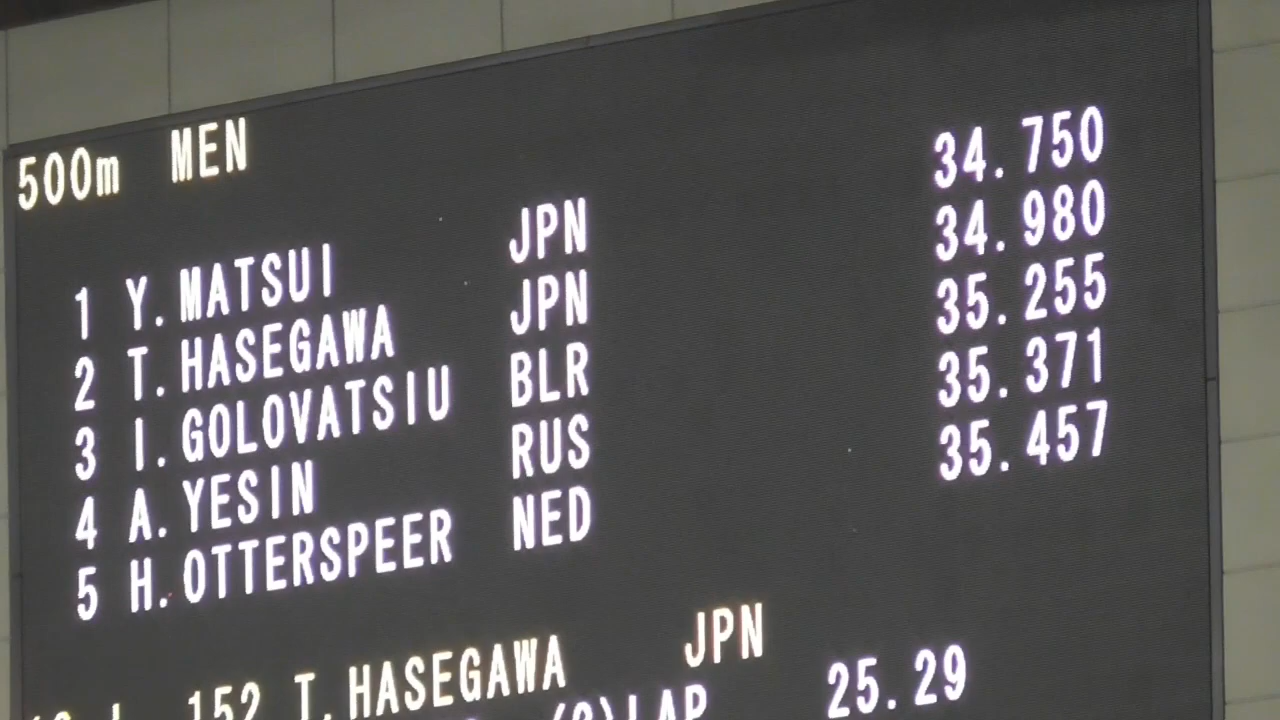 500m MEN
1 Y. MATSUI JPN 34.750
2 T. HASEGAWA JPN 34.980
3 I. GOLOVATSIU BLR 35.255
4 A. YESIN RUS 35.371
5 H. OTTERSPEER NED 35.457
152 T. HASEGAWA JPN
LAP 25.29